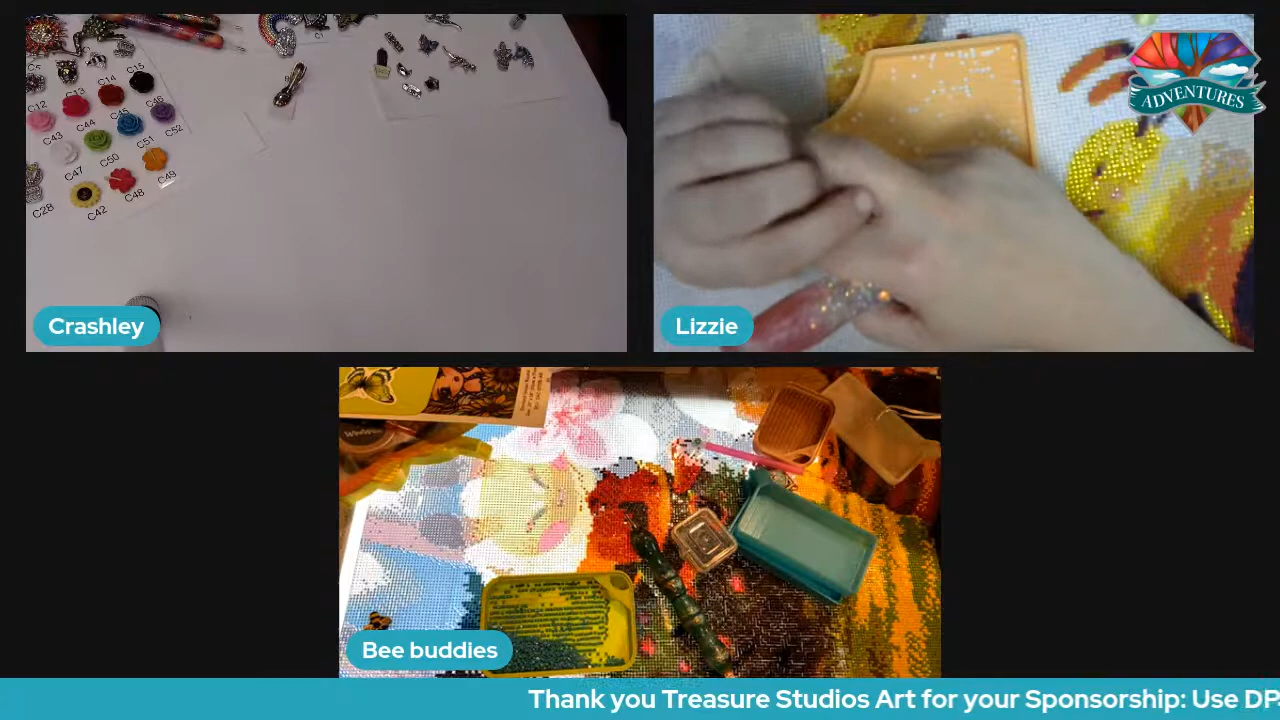 C14
C15
C12
C13
C43
C44
C46
C51
C52
C50
C47
C49
C48
C28
C42
Crashley
ADVENTURES
Lizzie
Bee buddies
Thank you Treasure Studios Art for your Sponsorship: Use DP